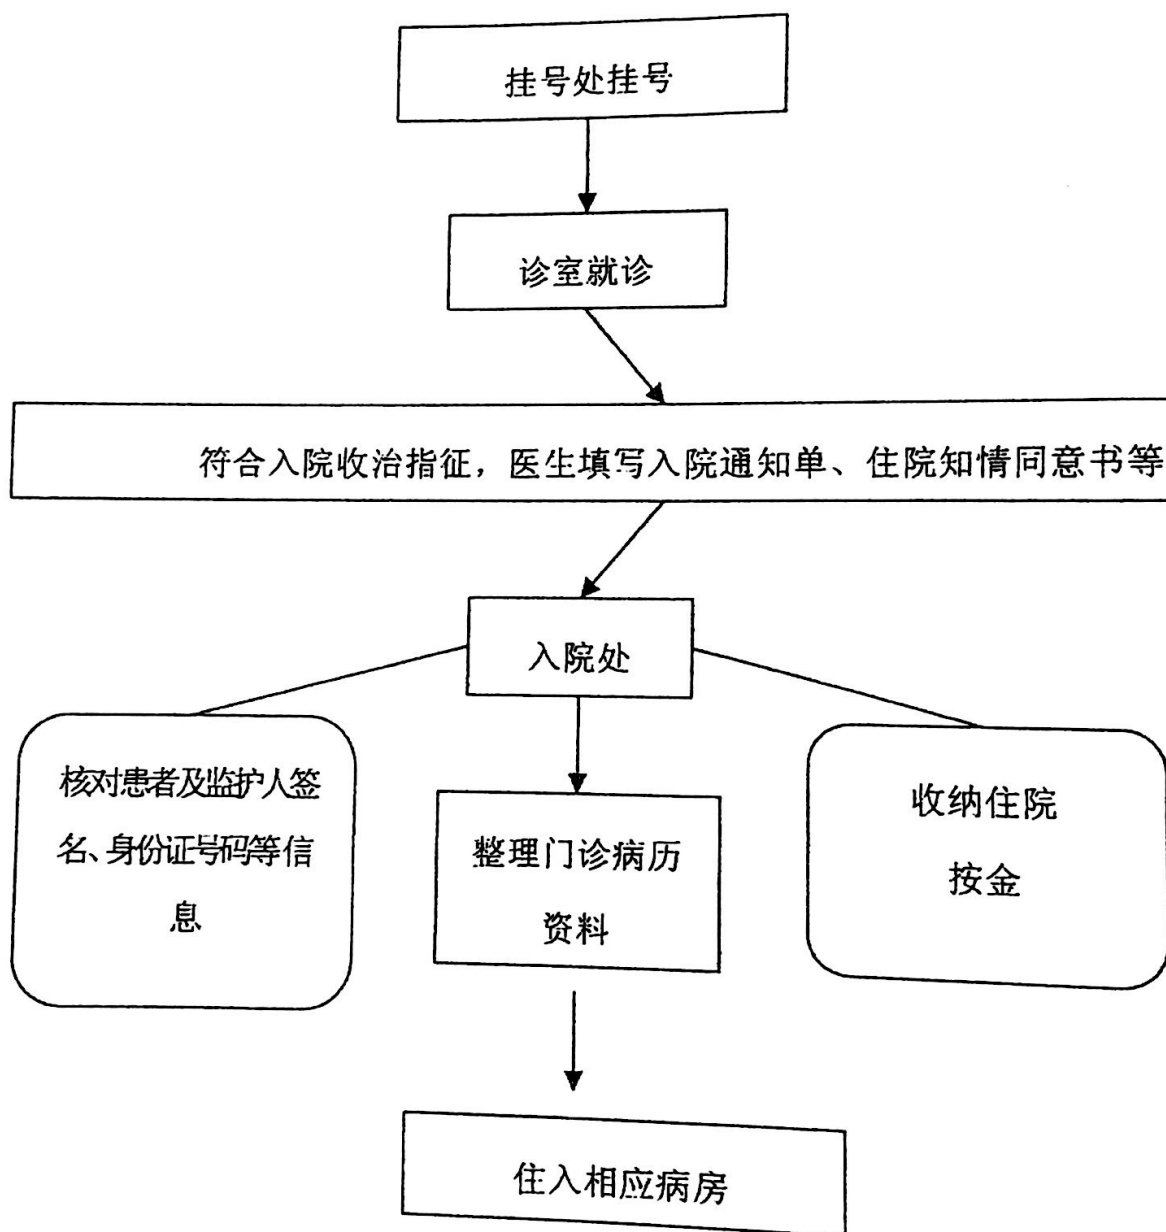 挂号处挂号
诊室就诊
符合入院收治指征，医生填写入院通知单、住院知情同意书等
入院处
核对患者及监护人签
名、身份证号码等信
息
整理门诊病历
资料
收纳住院
按金
住入相应病房